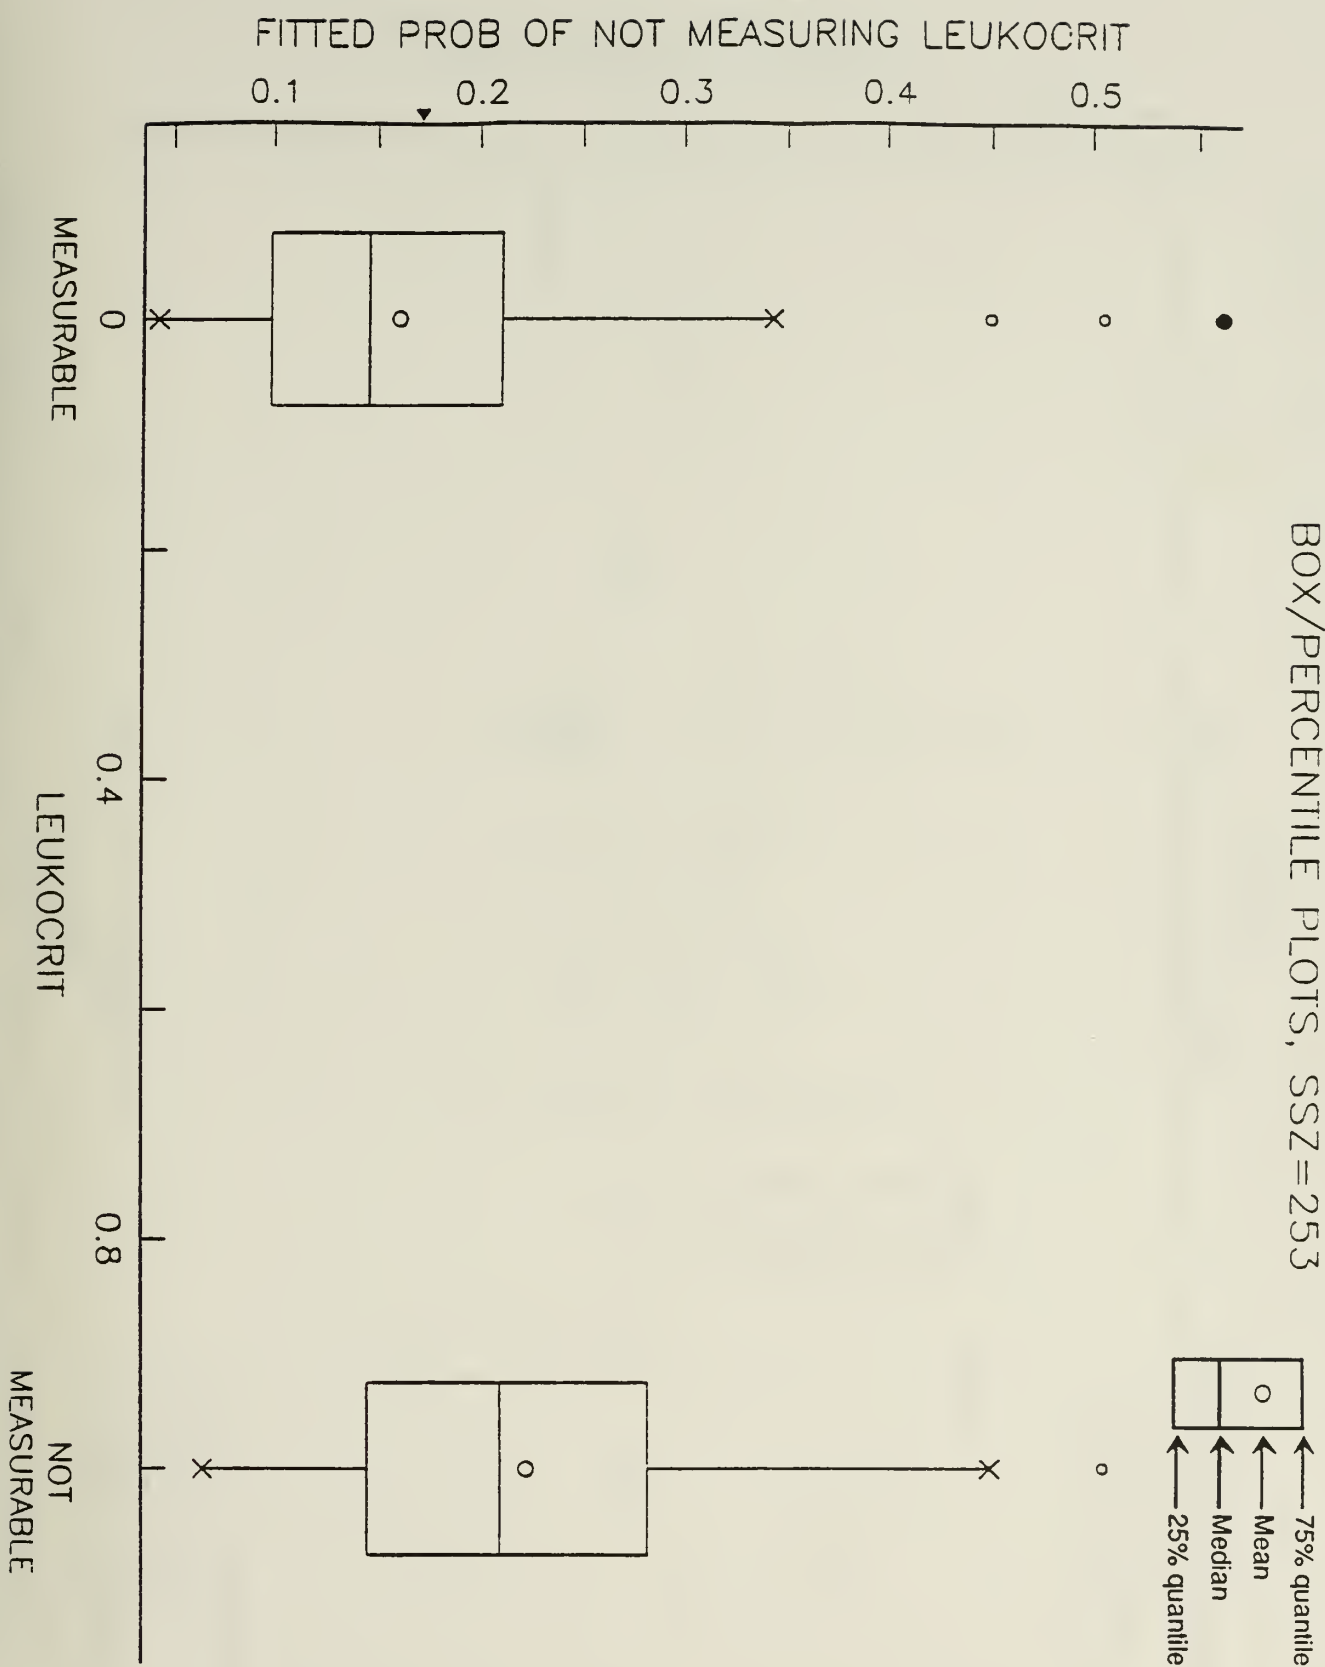 BOX/PERCENTILE PLOTS, SSZ=253
75% quantile
Mean
Median
25% quantile
FITTED PROB OF NOT MEASURING LEUKOCRIT
0.1 0.2 0.3 0.4 0.5
0 0.4 0.8
MEASURABLE
NOT
MEASURABLE
LEUKOCRIT